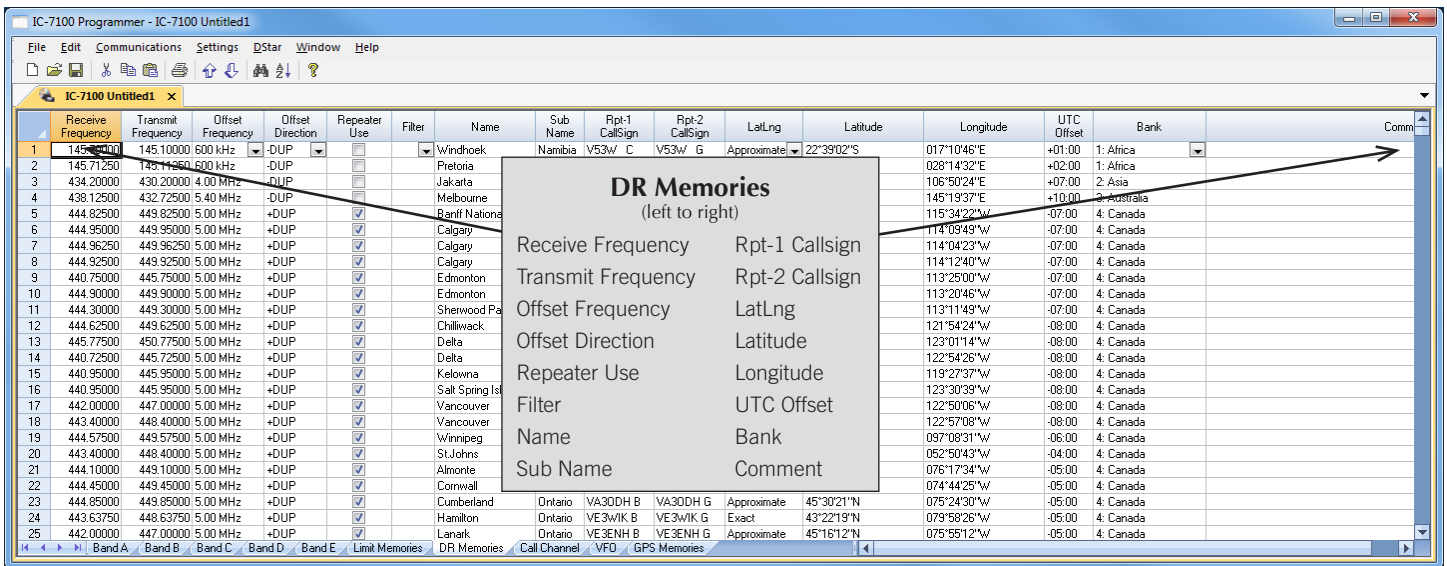 IC-7100 Programmer - IC-7100 Untitled1
File Edit Communications Settings DStar Window Help
IC-7100 Untitled1 ×
Receive Frequency Transmit Frequency Offset Frequency Offset Direction Repeater Use Filter Name Sub Name Rpt-1 CallSign Rpt-2 CallSign LatLng Latitude Longitude UTC Offset Bank Comm
1 145.10000 600 kHz -DUP Windhoek Namibia V53W C V53W G Approximate 22°39'02"S 017°10'46"E +01:00 1: Africa
2 145.71250 145.11250 600 kHz -DUP Pretoria 028°14'32"E +02:00 1: Africa
3 434.20000 430.20000 4.00 MHz -DUP Jakarta 106°50'24"E +07:00 2: Asia
4 438.12500 432.72500 5.40 MHz -DUP Melbourne 145°19'37"E +10:00 3: Australia
5 444.82500 449.82500 5.00 MHz +DUP Banff Nationa 115°34'22"W -07:00 4: Canada
6 444.95000 449.95000 5.00 MHz +DUP Calgary 114°09'49"W -07:00 4: Canada
7 444.96250 449.96250 5.00 MHz +DUP Calgary 114°04'23"W -07:00 4: Canada
8 444.92500 449.92500 5.00 MHz +DUP Calgary 114°12'40"W -07:00 4: Canada
9 440.75000 445.75000 5.00 MHz +DUP Edmonton 113°25'00"W -07:00 4: Canada
10 444.90000 449.90000 5.00 MHz +DUP Edmonton 113°20'46"W -07:00 4: Canada
11 444.30000 449.30000 5.00 MHz +DUP Sherwood Pa 113°11'49"W -07:00 4: Canada
12 444.62500 449.62500 5.00 MHz +DUP Chilliwack 121°54'24"W -08:00 4: Canada
13 445.77500 450.77500 5.00 MHz +DUP Delta 123°01'14"W -08:00 4: Canada
14 440.72500 445.72500 5.00 MHz +DUP Delta 122°54'26"W -08:00 4: Canada
15 440.95000 445.95000 5.00 MHz +DUP Kelowna 119°27'37"W -08:00 4: Canada
16 440.95000 445.95000 5.00 MHz +DUP Salt Spring Isl 123°30'39"W -08:00 4: Canada
17 442.00000 447.00000 5.00 MHz +DUP Vancouver 122°50'06"W -08:00 4: Canada
18 443.40000 448.40000 5.00 MHz +DUP Vancouver 122°57'08"W -08:00 4: Canada
19 444.57500 449.57500 5.00 MHz +DUP Winnipeg 097°08'31"W -06:00 4: Canada
20 443.40000 448.40000 5.00 MHz +DUP St.Johns 052°50'43"W -04:00 4: Canada
21 444.10000 449.10000 5.00 MHz +DUP Almonte 076°17'34"W -05:00 4: Canada
22 444.45000 449.45000 5.00 MHz +DUP Cornwall 074°44'25"W -05:00 4: Canada
23 444.85000 449.85000 5.00 MHz +DUP Cumberland Ontario VA3ODH B VA3ODH G Approximate 45°30'21"N 075°24'30"W -05:00 4: Canada
24 443.63750 448.63750 5.00 MHz +DUP Hamilton Ontario VE3WIK B VE3WIK G Exact 43°22'19"N 079°58'26"W -05:00 4: Canada
25 442.00000 447.00000 5.00 MHz +DUP Lanark Ontario VE3ENH B VE3ENH G Approximate 45°16'12"N 075°55'12"W -05:00 4: Canada
DR Memories
(left to right)
Receive Frequency Rpt-1 Callsign
Transmit Frequency Rpt-2 Callsign
Offset Frequency LatLng
Offset Direction Latitude
Repeater Use Longitude
Filter UTC Offset
Name Bank
Sub Name Comment
Band A Band B Band C Band D Band E Limit Memories DR Memories Call Channel VFO GPS Memories